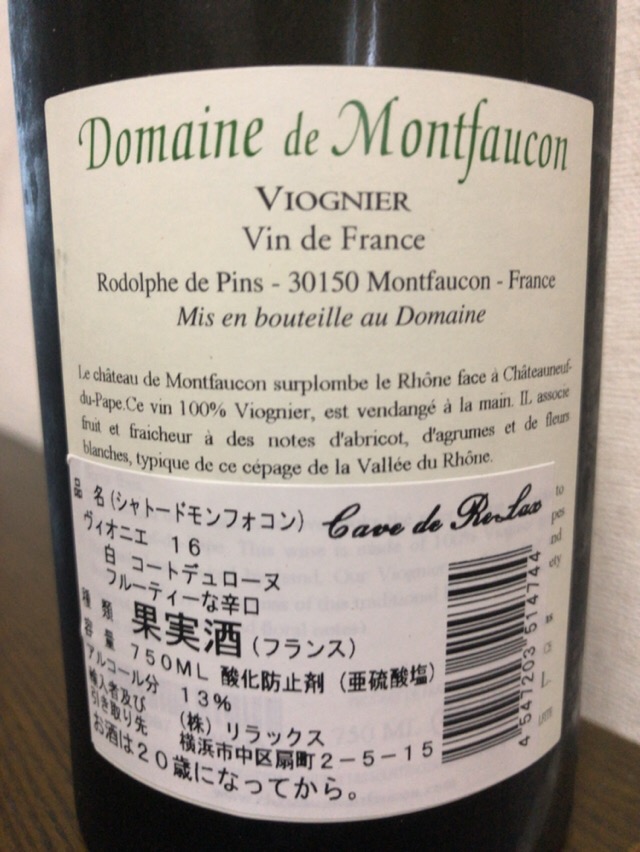 Domaine de Montfaucon
VIOGNIER
Vin de France
Rodolphe de Pins - 30150 Montfaucon - France
Mis en bouteille au Domaine
Le château de Montfaucon surplombe le Rhône face à Châteauneuf-
du-Pape.Ce vin 100% Viognier, est vendangé à la main. IL associe
fruit et fraicheur à des notes d'abricot, d'agrumes et de fleurs
blanches, typique de ce cépage de la Vallée du Rhône.
品名(シャトードモンフォコン)
Cave de ReLax
ヴィオニエ 16
白 コートデュローヌ
フルーティーな辛口
種類 果実酒(フランス)
容量 750ML 酸化防止剤(亜硫酸塩)
アルコール分 13%
輸入者及び
引き取り先 (株)リラックス
横浜市中区扇町2-5-15
お酒は20歳になってから。
4 547203 514744
750 ML